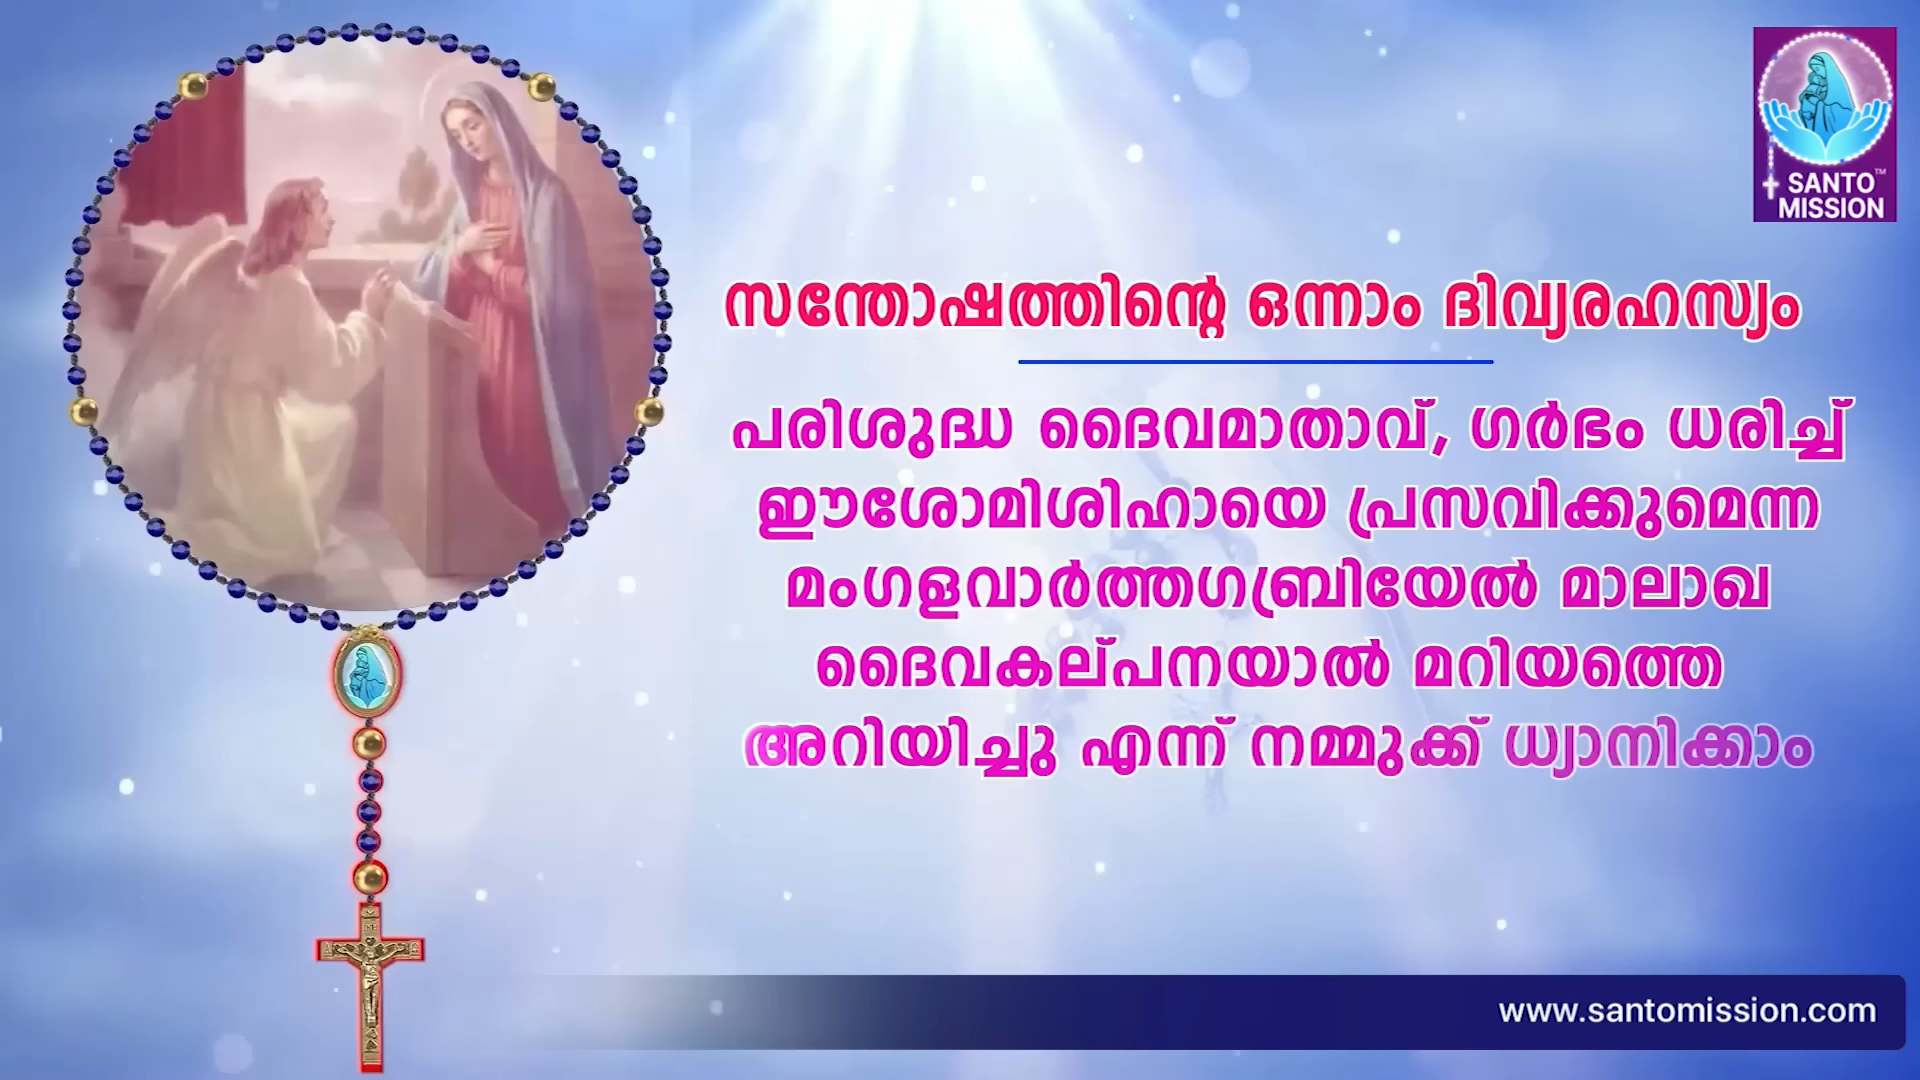 SANTO™
MISSION
സന്തോഷത്തിന്റെ ഒന്നാം ദിവ്യരഹസ്യം
പരിശുദ്ധ ദൈവമാതാവ്, ഗർഭം ധരിച്ച്
ഈശോമിശിഹായെ പ്രസവിക്കുമെന്ന
മംഗളവാർത്തഗബ്രിയേൽ മാലാഖ
ദൈവകല്പനയാൽ മറിയത്തെ
അറിയിച്ചു എന്ന് നമ്മുക്ക് ധ്യാനിക്കാം
www.santomission.com